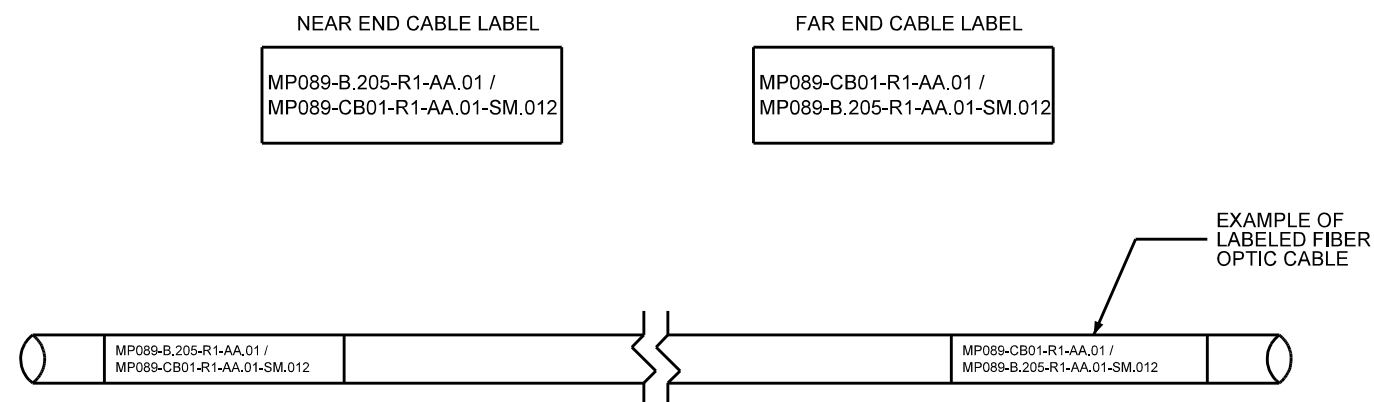 NEAR END CABLE LABEL
MP089-B.205-R1-AA.01 /
MP089-CB01-R1-AA.01-SM.012
FAR END CABLE LABEL
MP089-CB01-R1-AA.01 /
MP089-B.205-R1-AA.01-SM.012
EXAMPLE OF
LABELED FIBER
OPTIC CABLE
MP089-B.205-R1-AA.01 /
MP089-CB01-R1-AA.01-SM.012
MP089-CB01-R1-AA.01 /
MP089-B.205-R1-AA.01-SM.012